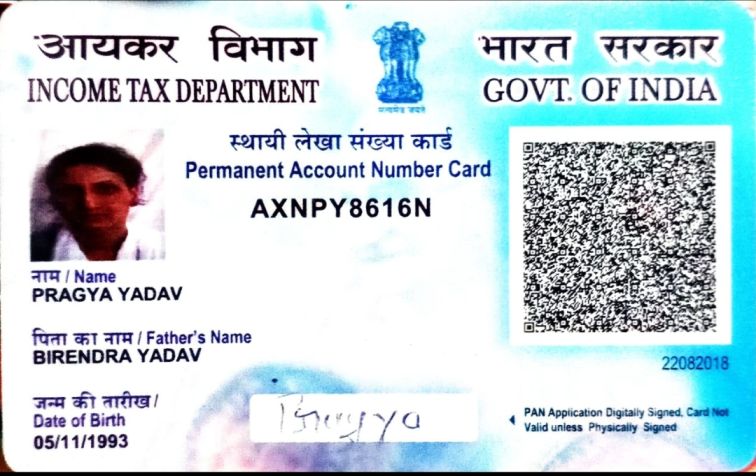 आयकर विभाग
INCOME TAX DEPARTMENT
सत्यमेव जयते
भारत सरकार
GOVT. OF INDIA
स्थायी लेखा संख्या कार्ड
Permanent Account Number Card
AXNPY8616N
नाम / Name
PRAGYA YADAV
पिता का नाम / Father's Name
BIRENDRA YADAV
जन्म की तारीख /
Date of Birth
05/11/1993
Pragya
22082018
PAN Application Digitally Signed, Card Not
Valid unless Physically Signed